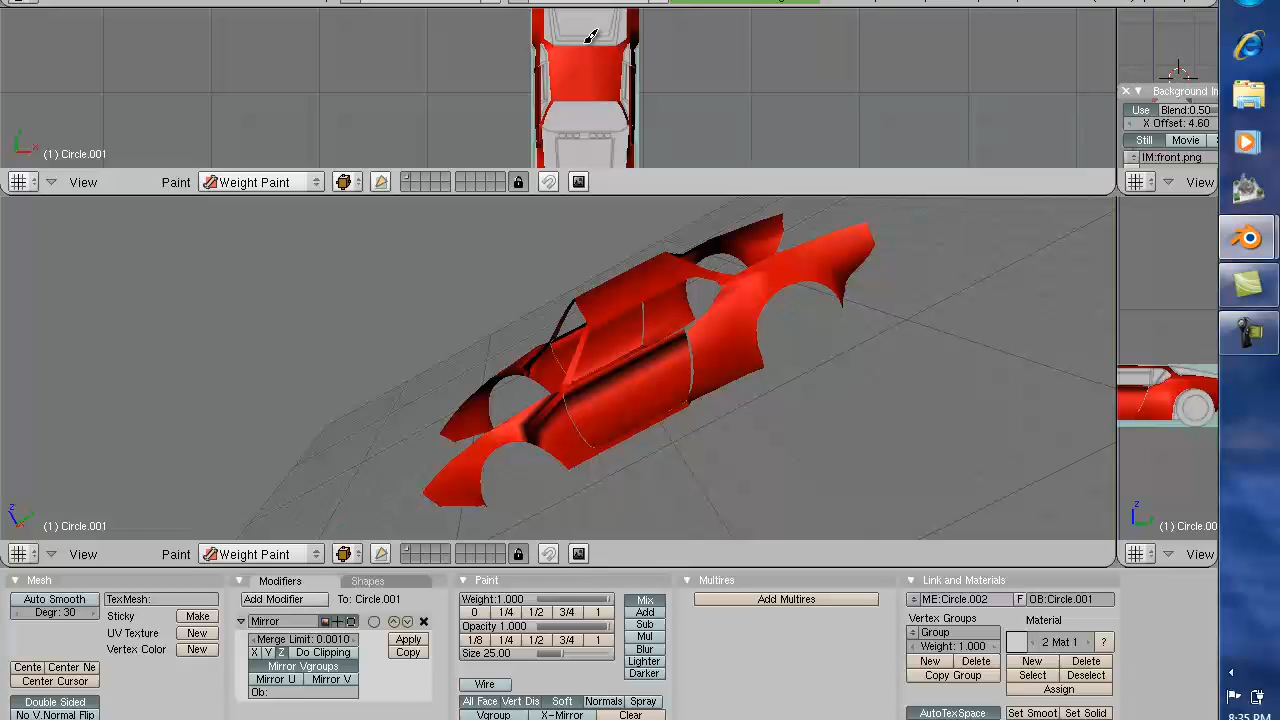 Background In
Use Blend:0.50
X Offset: 4.60
Still Movie
IM:front.png
x
(1) Circle.001
View Paint Weight Paint
View
z
(1) Circle.001
z
(1) Circle.00
View Paint Weight Paint
View
Mesh
Auto Smooth
Degr: 30
TexMesh:
Sticky Make
UV Texture New
Vertex Color New
Cente Center Ne
Center Cursor
Double Sided
No V.Normal Flip
Modifiers Shapes
Add Modifier To: Circle.001
Mirror
Merge Limit: 0.0010 Apply
X Y Z Do Clipping Copy
Mirror Vgroups
Mirror U Mirror V
Ob:
Paint
Weight:1.000
0 1/4 1/2 3/4 1
Opacity 1.000
1/8 1/4 1/2 3/4 1
Size 25.00
Mix
Add
Sub
Mul
Blur
Lighter
Darker
Wire
All Face Vert Dis Soft Normals Spray
Vgroup X-Mirror Clear
Multires
Add Multires
Link and Materials
ME:Circle.002 F OB:Circle.001
Vertex Groups
Group
Weight: 1.000
New Delete
Copy Group
Material
2 Mat 1 ?
New Delete
Select Deselect
Assign
AutoTexSpace Set Smoot Set Solid
8:35 PM